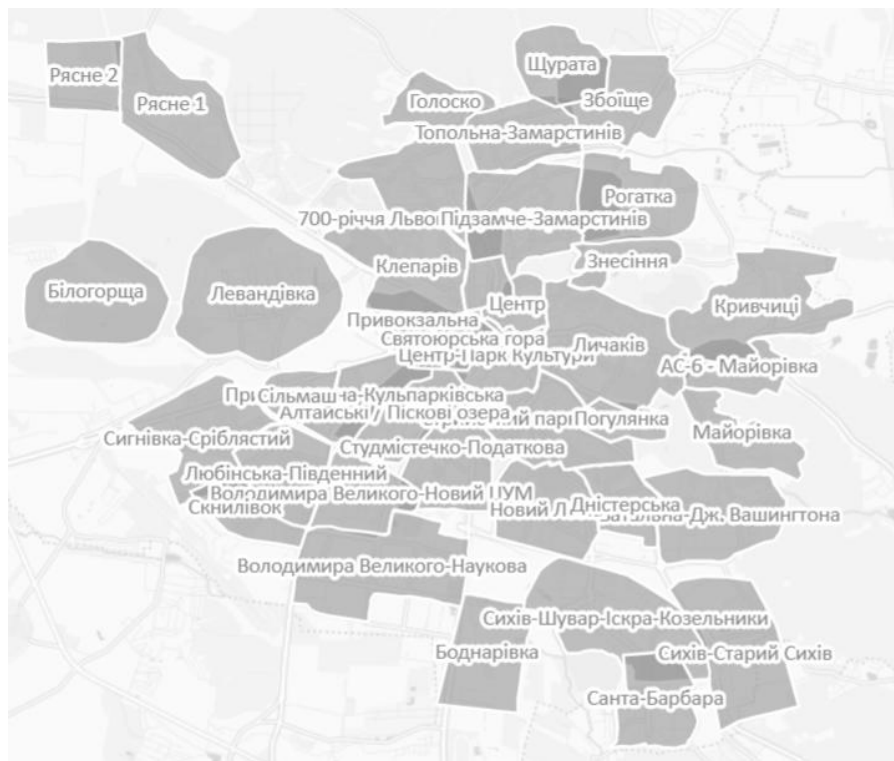 Щурата
Рясне 2
Збоїще
Рясне 1
Голоско
Топольна-Замарстинів
Рогатка
700-річчя Льво
Підзамче-Замарстинів
Знесіння
Клепарів
Білогорща
Левандівка
Центр
Кривчиці
Привокзальна
Святоюрська гора
Личаків
Центр-Парк Культури
АС-6 - Майорівка
Сільмаш
на-Кульпарківська
Алтайські
Піскові озера
парк
Погулянка
Сигнівка-Сріблястий
Майорівка
Студмістечко-Податкова
Любінська-Південний
Володимира Великого-Новий ЦУМ
Скнилівок
Новий Л
Дністерська
Дж. Вашингтона
Володимира Великого-Наукова
Сихів-Шувар-Іскра-Козельники
Боднарівка
Сихів-Старий Сихів
Санта-Барбара